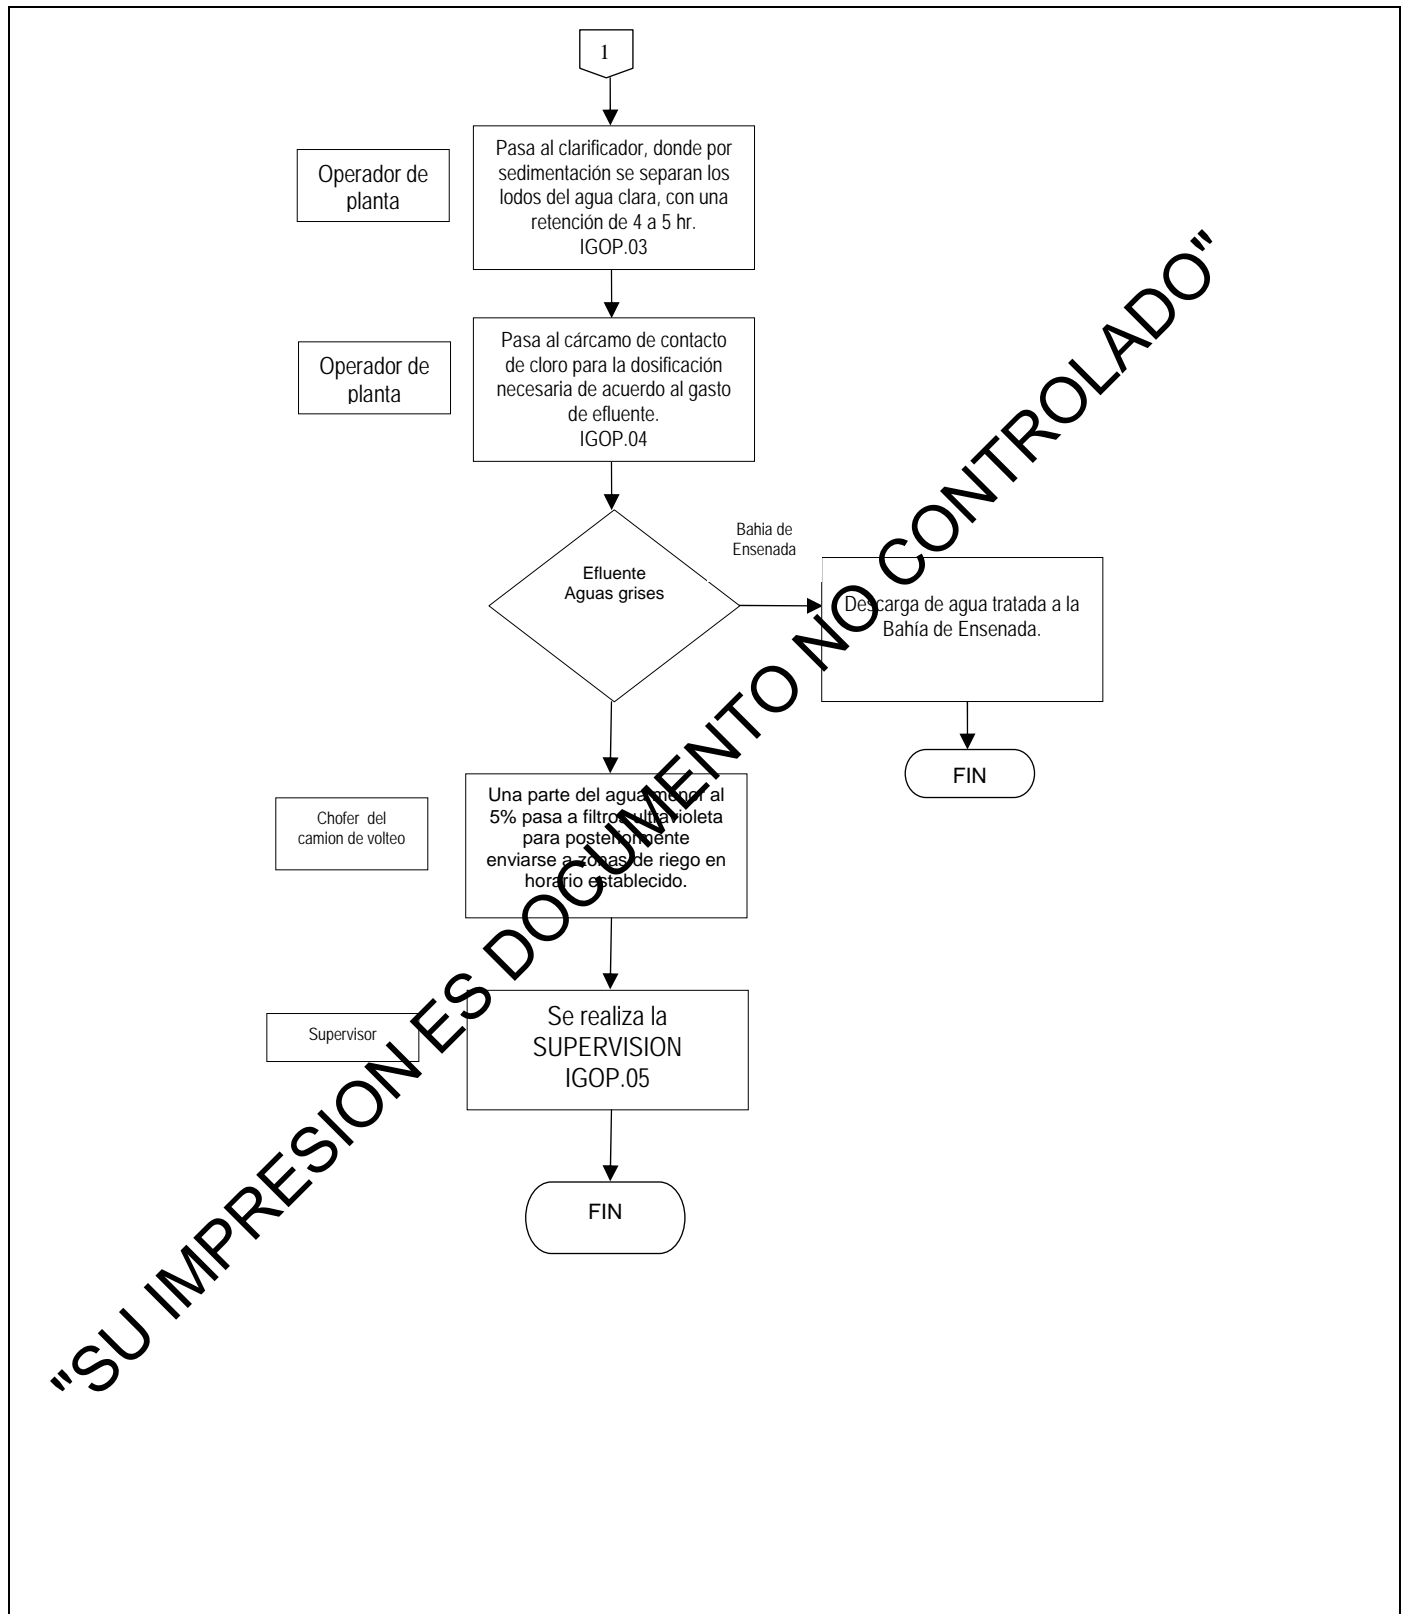 1
Operador de
planta
Pasa al clarificador, donde por
sedimentación se separan los
lodos del agua clara, con una
retención de 4 a 5 hr.
IGOP.03
Operador de
planta
Pasa al cárcamo de contacto
de cloro para la dosificación
necesaria de acuerdo al gasto
de efluente.
IGOP.04
Efluente
Aguas grises
Bahia de
Ensenada
Descarga de agua tratada a la
Bahía de Ensenada.
FIN
Chofer del
camion de volteo
Una parte del agua menor al
5% pasa a filtros ultravioleta
para posteriormente
enviarse a zonas de riego en
horario establecido.
Supervisor
Se realiza la
SUPERVISION
IGOP.05
FIN
"SU IMPRESION ES DOCUMENTO NO CONTROLADO"